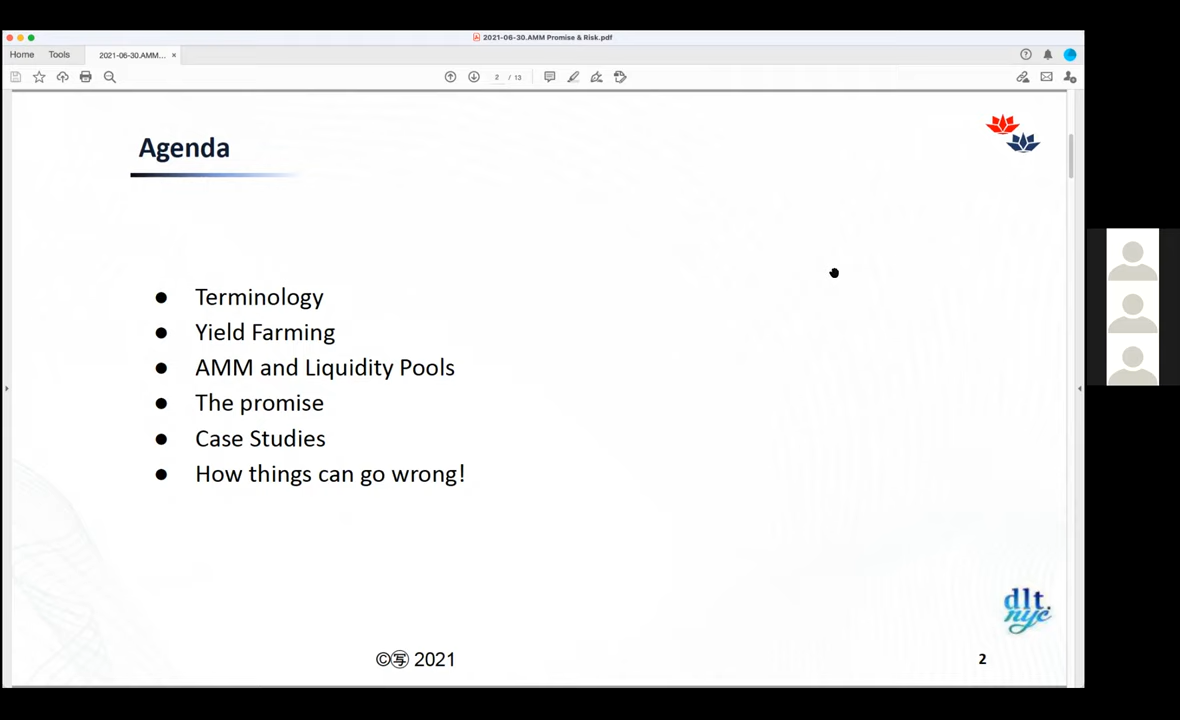 2021-06-30.AMM Promise & Risk.pdf
Home Tools 2021-06-30.AMM... ×
2 / 13
Agenda
● Terminology
● Yield Farming
● AMM and Liquidity Pools
● The promise
● Case Studies
● How things can go wrong!
dlt.
nyc
©㊢ 2021
2